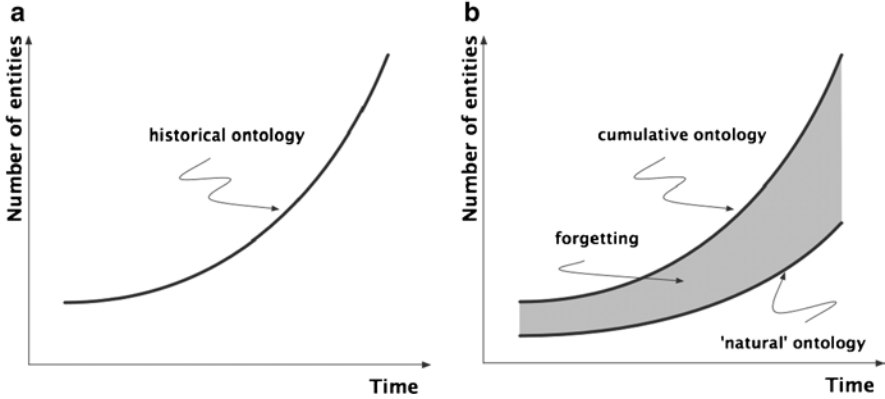 a
Number of entities
historical ontology
Time
b
Number of entities
cumulative ontology
forgetting
'natural' ontology
Time